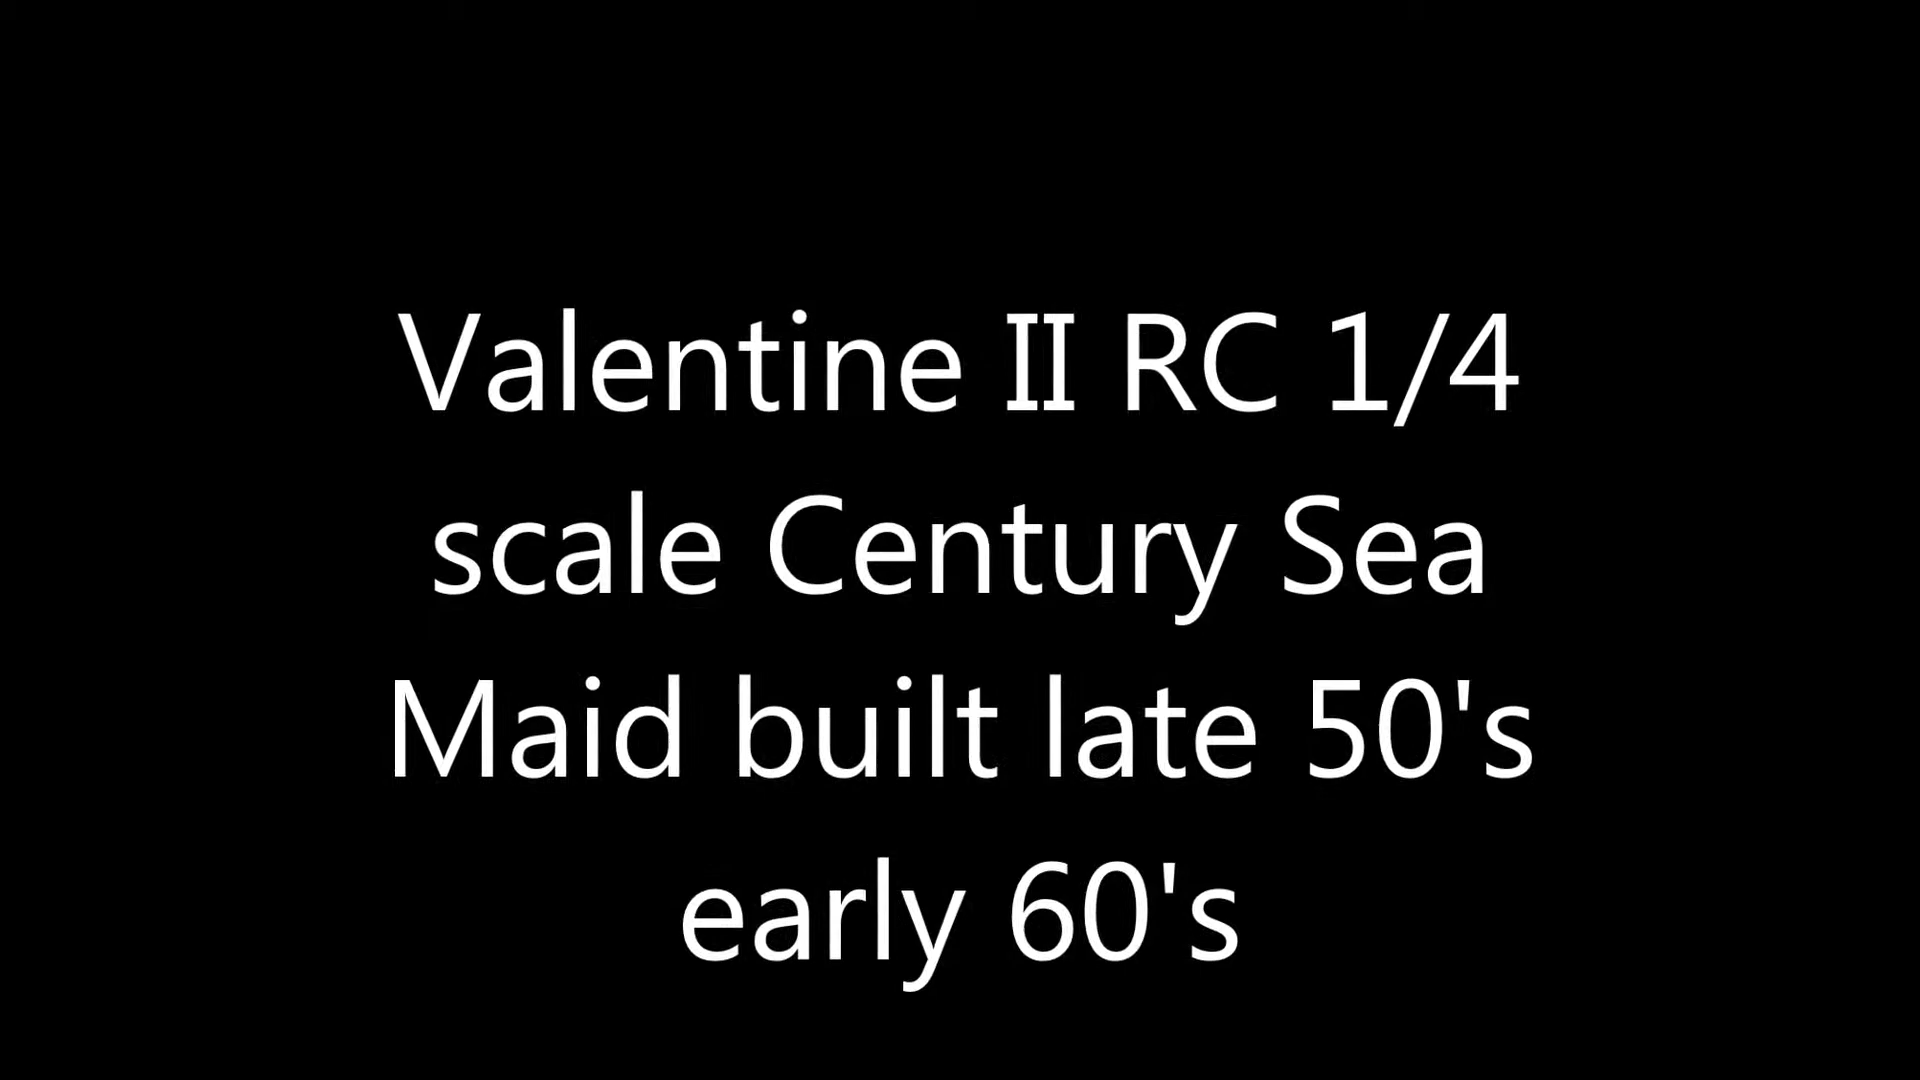 Valentine II RC 1/4
scale Century Sea
Maid built late 50's
early 60's